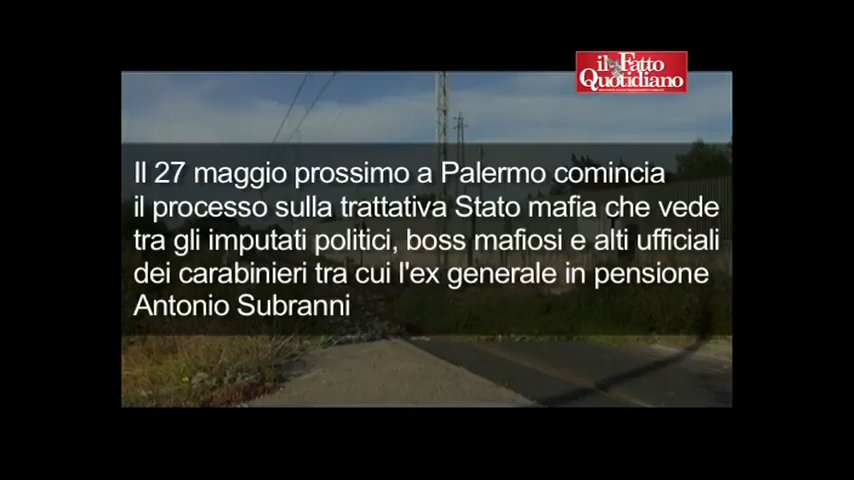 il Fatto
Quotidiano
Il 27 maggio prossimo a Palermo comincia
il processo sulla trattativa Stato mafia che vede
tra gli imputati politici, boss mafiosi e alti ufficiali
dei carabinieri tra cui l'ex generale in pensione
Antonio Subranni